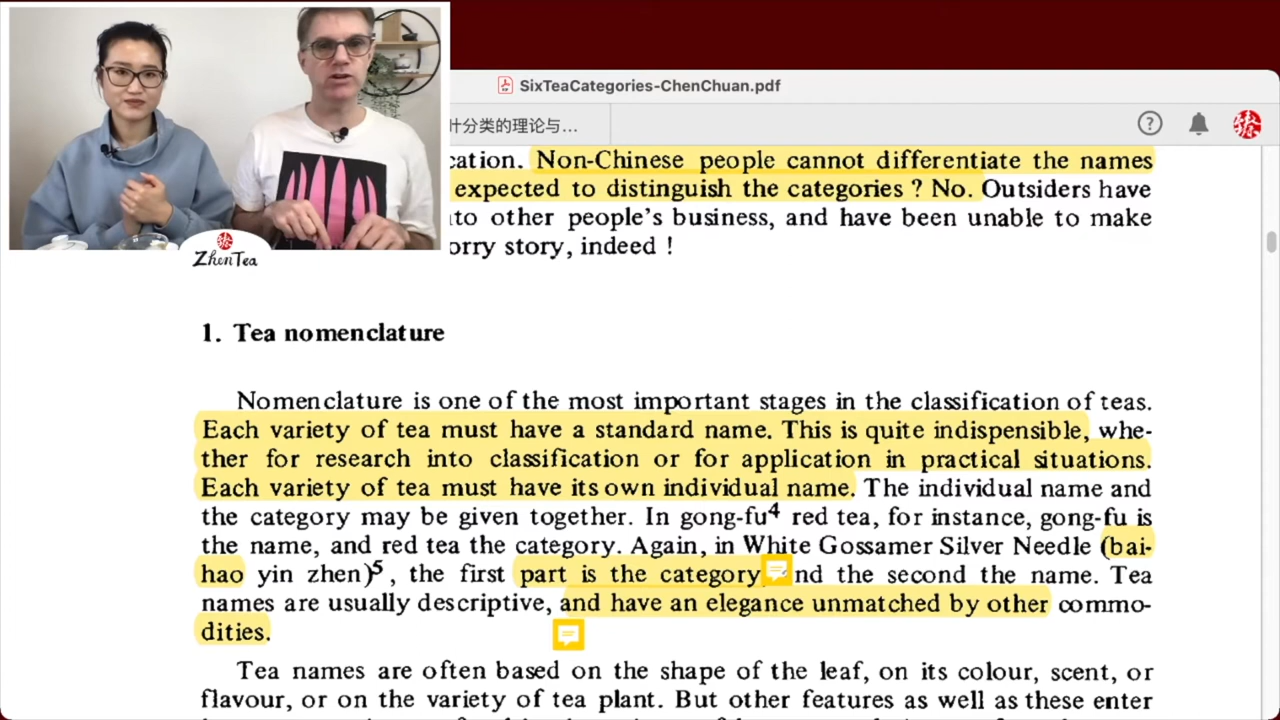 SixTeaCategories-ChenChuan.pdf
叶分类的理论与...
ZhenTea
cation. Non-Chinese people cannot differentiate the names
expected to distinguish the categories ? No. Outsiders have
to other people's business, and have been unable to make
orry story, indeed !
1. Tea nomenclature
Nomenclature is one of the most important stages in the classification of teas.
Each variety of tea must have a standard name. This is quite indispensible, whe-
ther for research into classification or for application in practical situations.
Each variety of tea must have its own individual name. The individual name and
the category may be given together. In gong-fu4 red tea, for instance, gong-fu is
the name, and red tea the category. Again, in White Gossamer Silver Needle (bai-
hao yin zhen)5, the first part is the category nd the second the name. Tea
names are usually descriptive, and have an elegance unmatched by other commo-
dities.
Tea names are often based on the shape of the leaf, on its colour, scent, or
flavour, or on the variety of tea plant. But other features as well as these enter